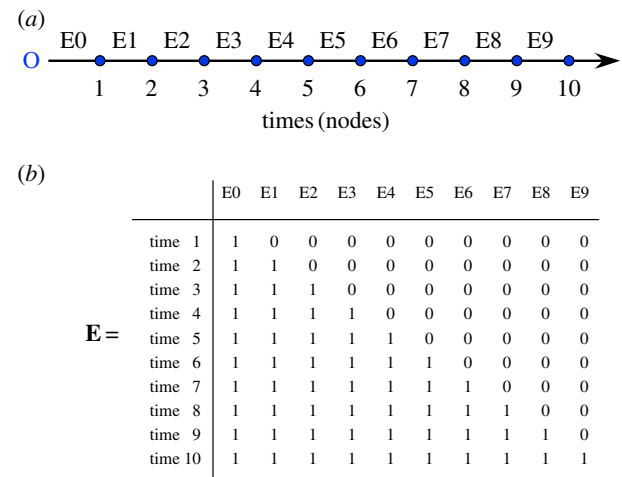 (a)
E0 E1 E2 E3 E4 E5 E6 E7 E8 E9
O
1 2 3 4 5 6 7 8 9 10
times (nodes)
(b)
E0 E1 E2 E3 E4 E5 E6 E7 E8 E9
time 1 1 0 0 0 0 0 0 0 0 0
time 2 1 1 0 0 0 0 0 0 0 0
time 3 1 1 1 0 0 0 0 0 0 0
time 4 1 1 1 1 0 0 0 0 0 0
E = time 5 1 1 1 1 1 0 0 0 0 0
time 6 1 1 1 1 1 1 0 0 0 0
time 7 1 1 1 1 1 1 1 0 0 0
time 8 1 1 1 1 1 1 1 1 0 0
time 9 1 1 1 1 1 1 1 1 1 0
time 10 1 1 1 1 1 1 1 1 1 1